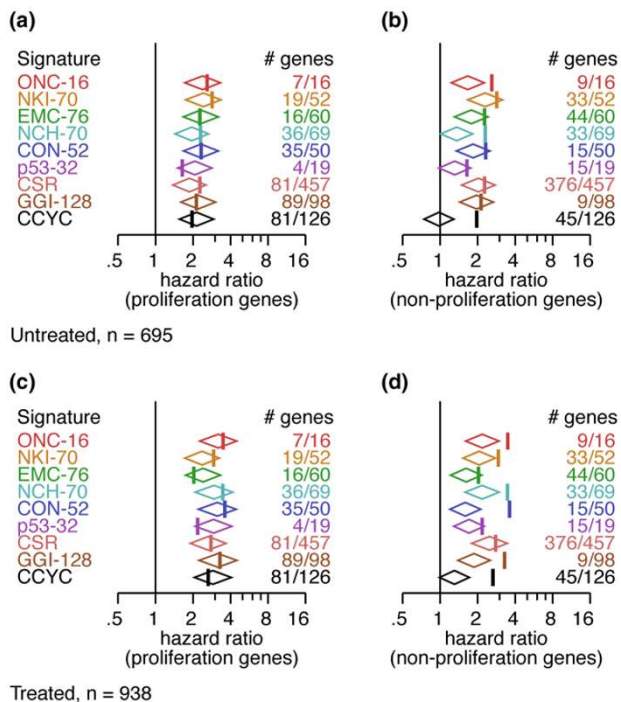 (a)
Signature # genes
ONC-16 7/16
NKI-70 19/52
EMC-76 16/60
NCH-70 36/69
CON-52 35/50
p53-32 4/19
CSR 81/457
GGI-128 89/98
CCYC 81/126
.5 1 2 4 8 16
hazard ratio
(proliferation genes)
(b)
# genes
9/16
33/52
44/60
33/69
15/50
15/19
376/457
9/98
45/126
.5 1 2 4 8 16
hazard ratio
(non-proliferation genes)
Untreated, n = 695
(c)
Signature # genes
ONC-16 7/16
NKI-70 19/52
EMC-76 16/60
NCH-70 36/69
CON-52 35/50
p53-32 4/19
CSR 81/457
GGI-128 89/98
CCYC 81/126
.5 1 2 4 8 16
hazard ratio
(proliferation genes)
(d)
# genes
9/16
33/52
44/60
33/69
15/50
15/19
376/457
9/98
45/126
.5 1 2 4 8 16
hazard ratio
(non-proliferation genes)
Treated, n = 938